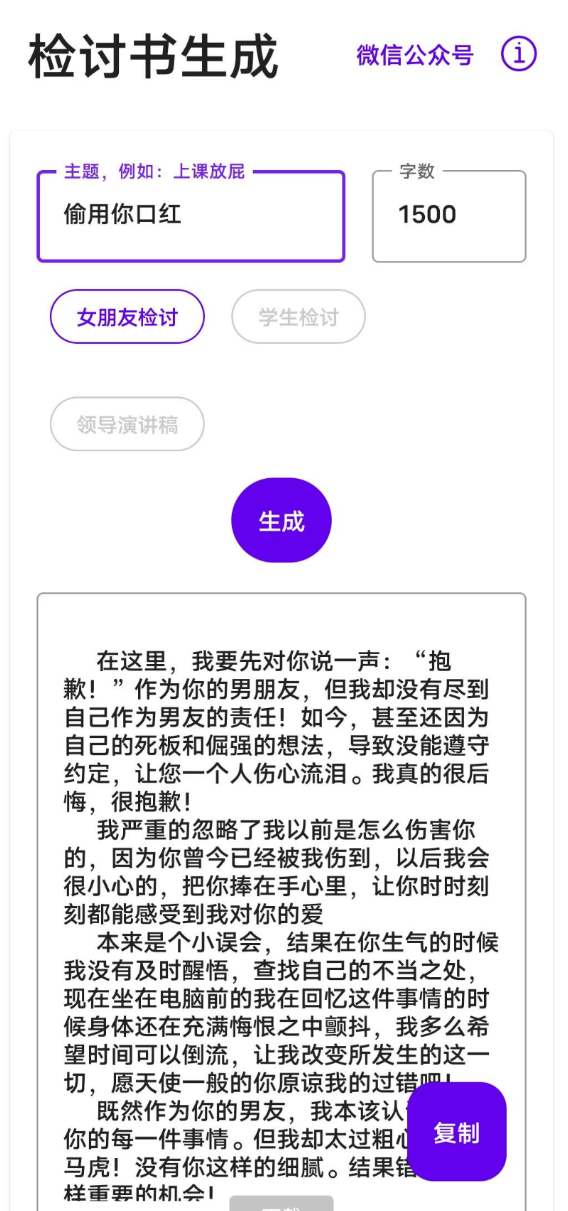 检讨书生成
微信公众号
主题，例如：上课放屁
偷用你口红
字数
1500
女朋友检讨
学生检讨
领导演讲稿
生成
在这里，我要先对你说一声：“抱
歉！”作为你的男朋友，但我却没有尽到
自己作为男友的责任！如今，甚至还因为
自己的死板和倔强的想法，导致没能遵守
约定，让您一个人伤心流泪。我真的很后
悔，很抱歉！
我严重的忽略了我以前是怎么伤害你
的，因为你曾今已经被我伤到，以后我会
很小心的，把你捧在手心里，让你时时刻
刻都能感受到我对你的爱
本来是个小误会，结果在你生气的时候
我没有及时醒悟，查找自己的不当之处，
现在坐在电脑前的我在回忆这件事情的时
候身体还在充满悔恨之中颤抖，我多么希
望时间可以倒流，让我改变所发生的这一
切，愿天使一般的你原谅我的过错吧！
既然作为你的男友，我本该认
你的每一件事情。但我却太过粗心
马虎！没有你这样的细腻。结果错
样重要的机会！
复制